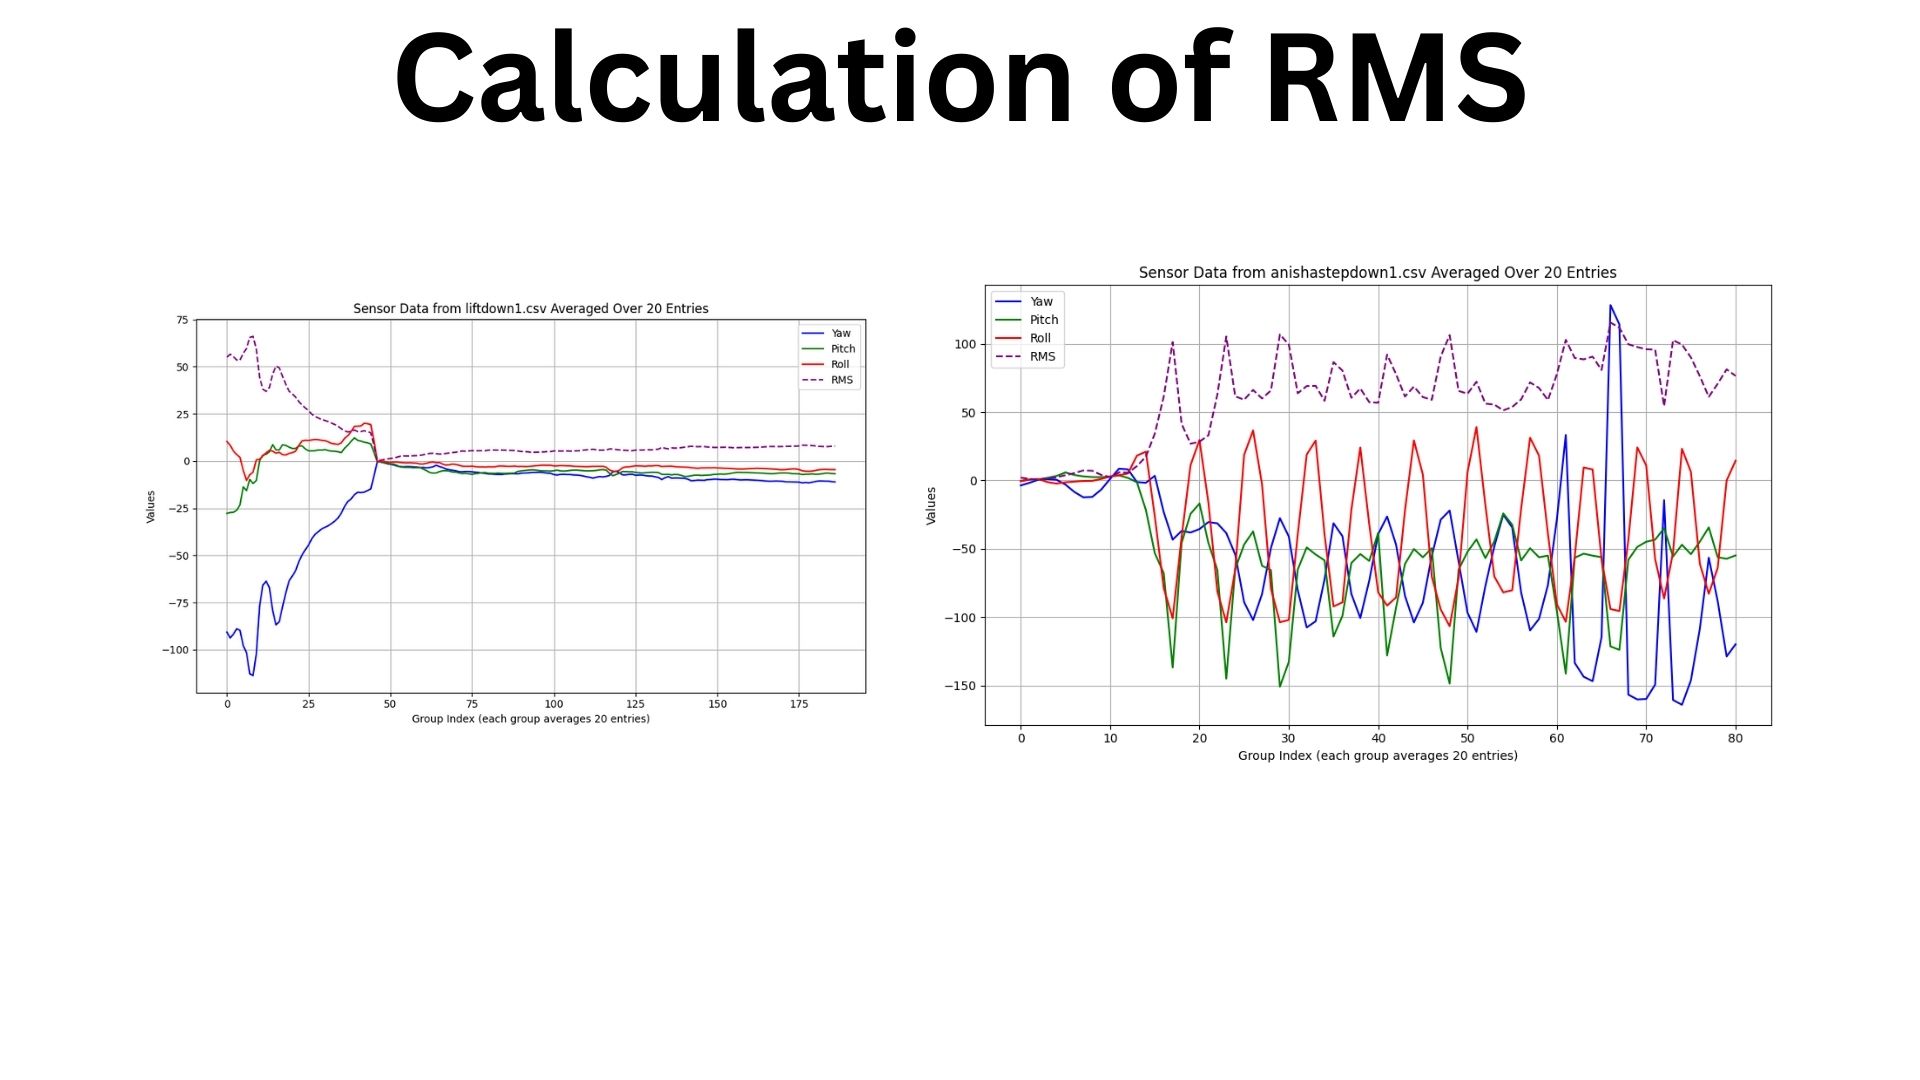 Calculation of RMS
Sensor Data from liftdown1.csv Averaged Over 20 Entries
75
50
25
0
−25
−50
−75
−100
Values
Yaw
Pitch
Roll
RMS
0 25 50 75 100 125 150 175
Group Index (each group averages 20 entries)
Sensor Data from anishastepdown1.csv Averaged Over 20 Entries
100
50
0
−50
−100
−150
Values
Yaw
Pitch
Roll
RMS
0 10 20 30 40 50 60 70 80
Group Index (each group averages 20 entries)